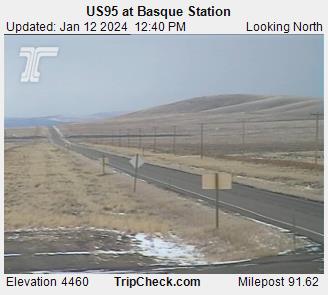 US95 at Basque Station
Updated: Jan 12 2024 12:40 PM Looking North
Elevation 4460 TripCheck.com Milepost 91.62